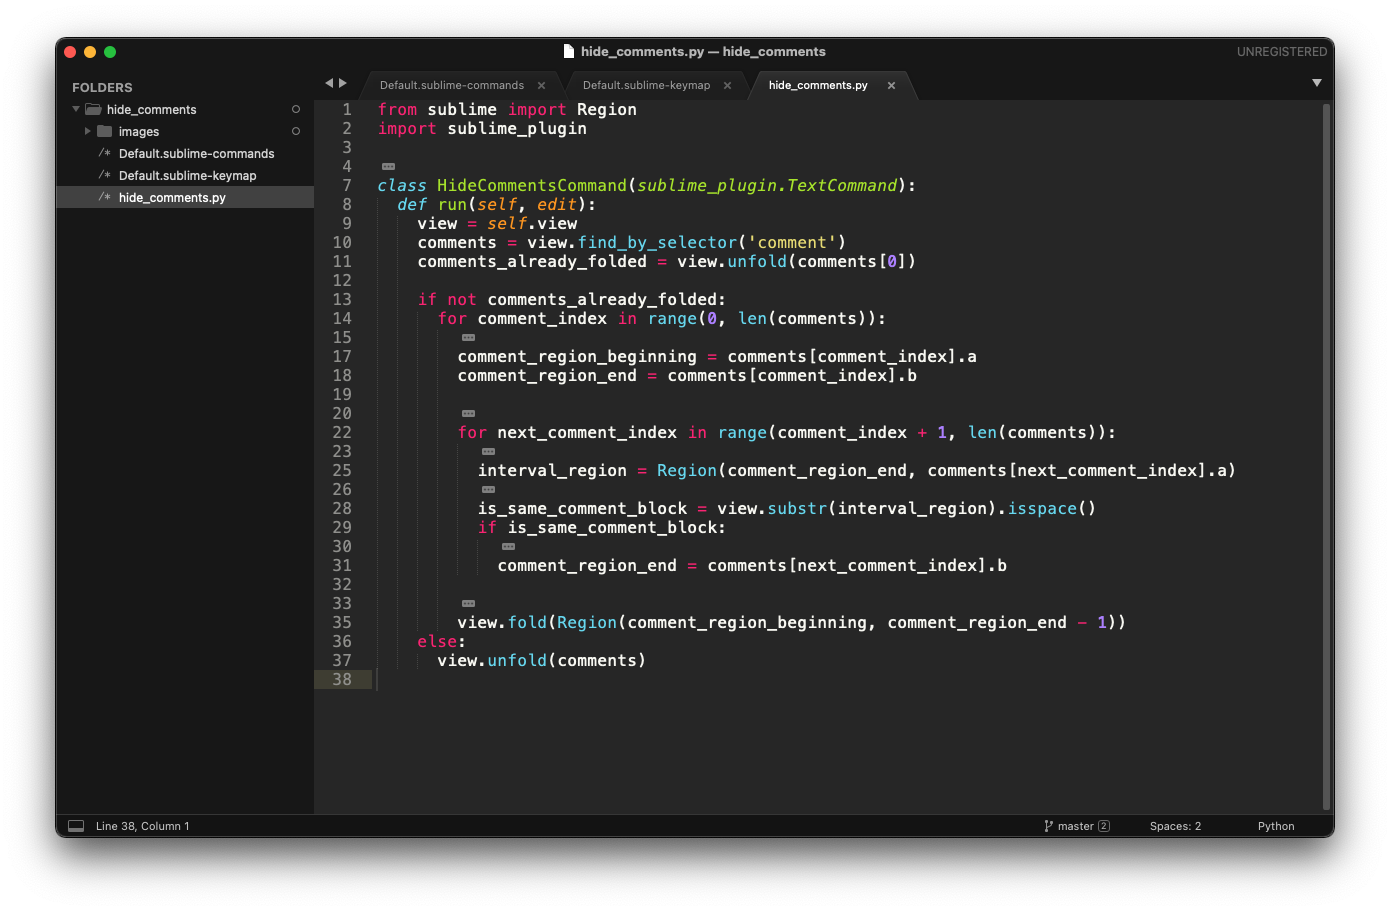 hide_comments.py — hide_comments
UNREGISTERED
FOLDERS
hide_comments
images
/* Default.sublime-commands
/* Default.sublime-keymap
/* hide_comments.py
Default.sublime-commands ×
Default.sublime-keymap ×
hide_comments.py ×
1 from sublime import Region
2 import sublime_plugin
3
4
7 class HideCommentsCommand(sublime_plugin.TextCommand):
8   def run(self, edit):
9     view = self.view
10     comments = view.find_by_selector('comment')
11     comments_already_folded = view.unfold(comments[0])
12
13     if not comments_already_folded:
14       for comment_index in range(0, len(comments)):
15
17         comment_region_beginning = comments[comment_index].a
18         comment_region_end = comments[comment_index].b
19
20
22         for next_comment_index in range(comment_index + 1, len(comments)):
23
25           interval_region = Region(comment_region_end, comments[next_comment_index].a)
26
28           is_same_comment_block = view.substr(interval_region).isspace()
29           if is_same_comment_block:
30
31             comment_region_end = comments[next_comment_index].b
32
33
35         view.fold(Region(comment_region_beginning, comment_region_end - 1))
36     else:
37       view.unfold(comments)
38
Line 38, Column 1
master 2
Spaces: 2
Python